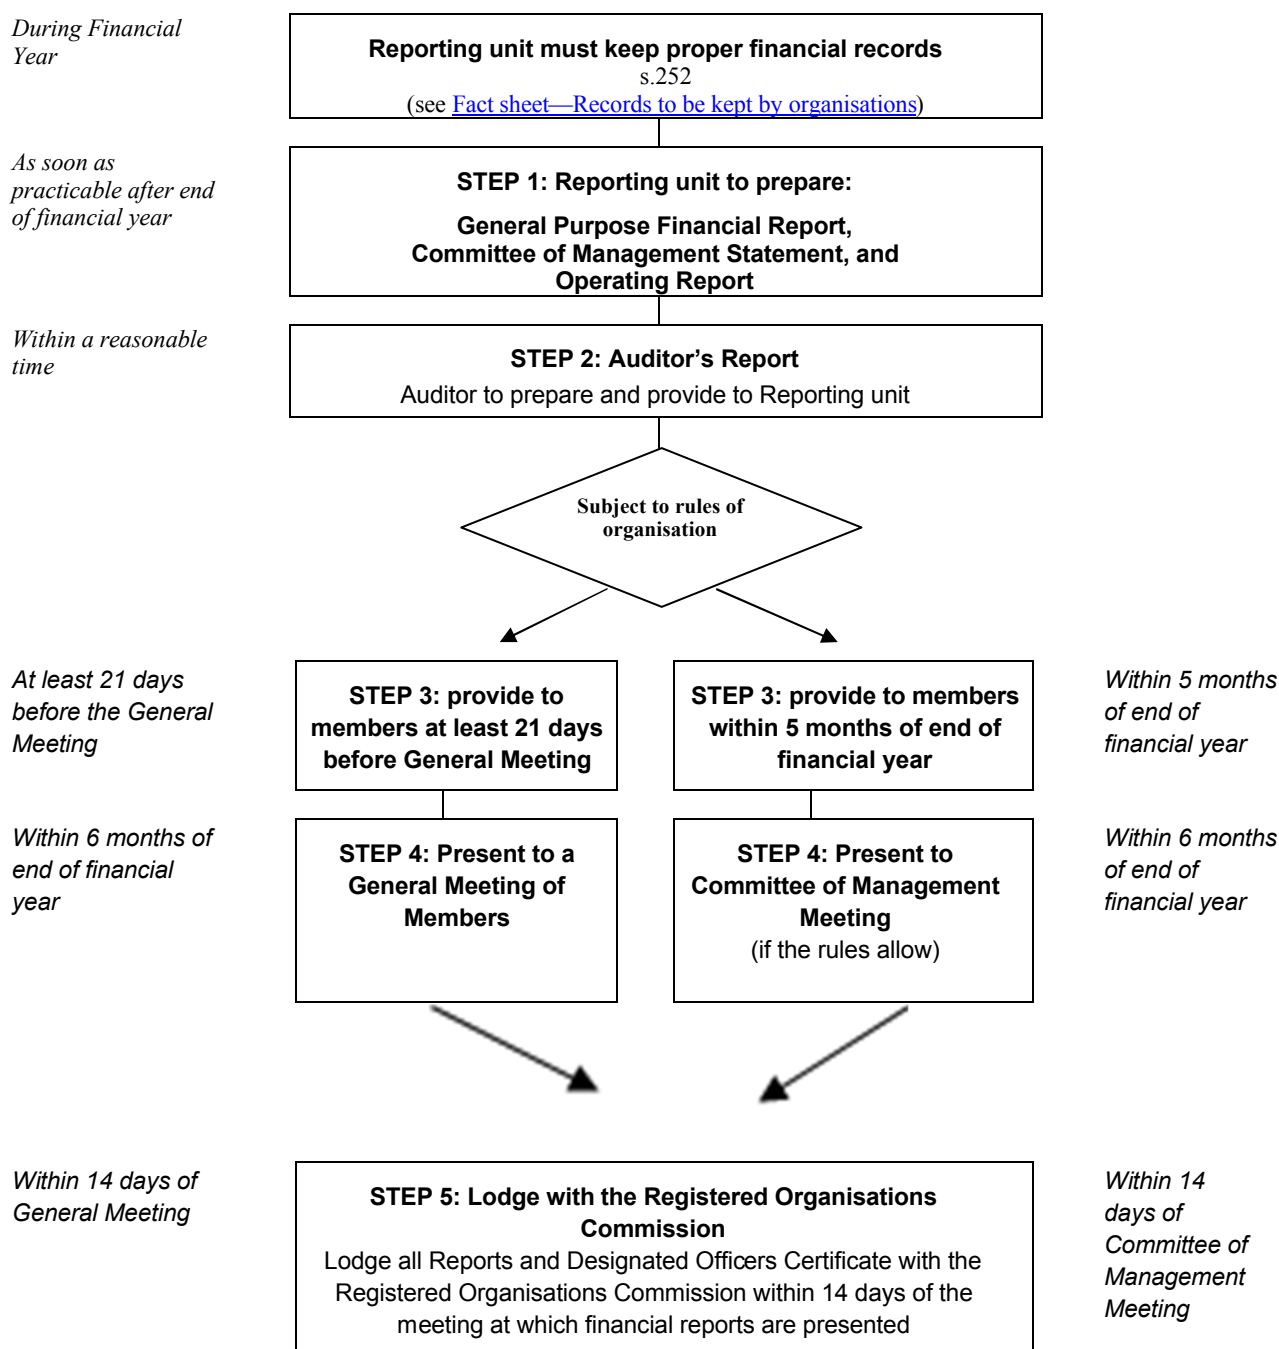 During Financial
Year
Reporting unit must keep proper financial records
s.252
(see Fact sheet—Records to be kept by organisations)
As soon as
practicable after end
of financial year
STEP 1: Reporting unit to prepare:
General Purpose Financial Report,
Committee of Management Statement, and
Operating Report
Within a reasonable
time
STEP 2: Auditor’s Report
Auditor to prepare and provide to Reporting unit
Subject to rules of
organisation
At least 21 days
before the General
Meeting
STEP 3: provide to
members at least 21 days
before General Meeting
STEP 3: provide to members
within 5 months of end of
financial year
Within 5 months
of end of
financial year
Within 6 months of
end of financial
year
STEP 4: Present to a
General Meeting of
Members
STEP 4: Present to
Committee of Management
Meeting
(if the rules allow)
Within 6 months
of end of
financial year
Within 14 days of
General Meeting
STEP 5: Lodge with the Registered Organisations
Commission
Lodge all Reports and Designated Officers Certificate with the
Registered Organisations Commission within 14 days of the
meeting at which financial reports are presented
Within 14
days of
Committee of
Management
Meeting